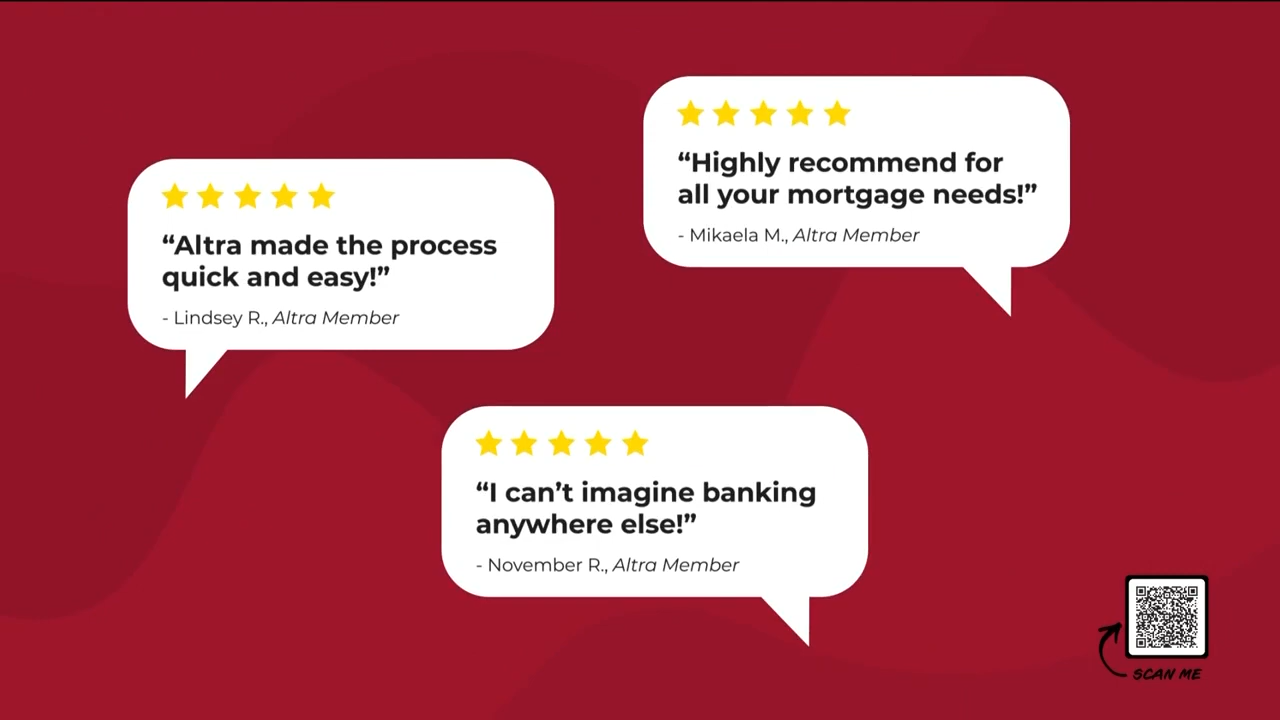 “Altra made the process
quick and easy!”
- Lindsey R., Altra Member
“Highly recommend for
all your mortgage needs!”
- Mikaela M., Altra Member
“I can’t imagine banking
anywhere else!”
- November R., Altra Member
SCAN ME